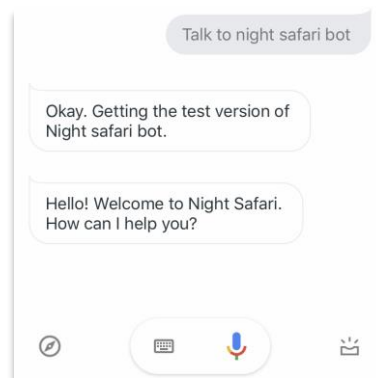 Talk to night safari bot
Okay. Getting the test version of
Night safari bot.
Hello! Welcome to Night Safari.
How can I help you?